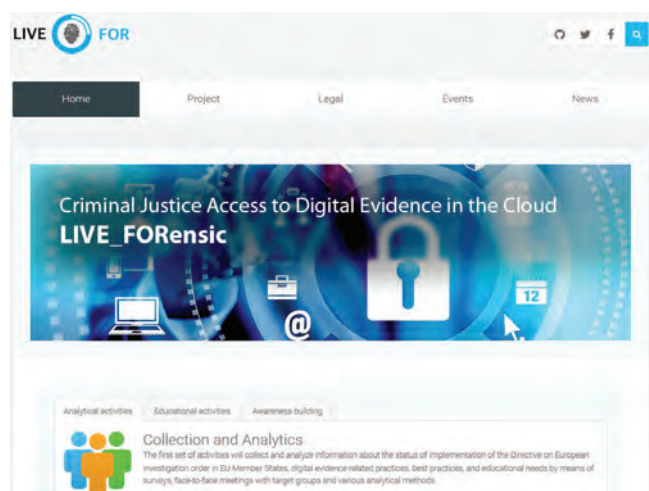 LIVE FOR
Home Project Legal Events News
Criminal Justice Access to Digital Evidence in the Cloud
LIVE_FORensic
12
@
Analytical activities Educational activities Awareness building
Collection and Analytics
The first set of activities will collect and analyze information about the status of implementation of the Directive on European
investigation order in EU Member States, digital evidence related practices, best practices, and educational needs by means of
surveys, face-to-face meetings with target groups and various analytical methods.